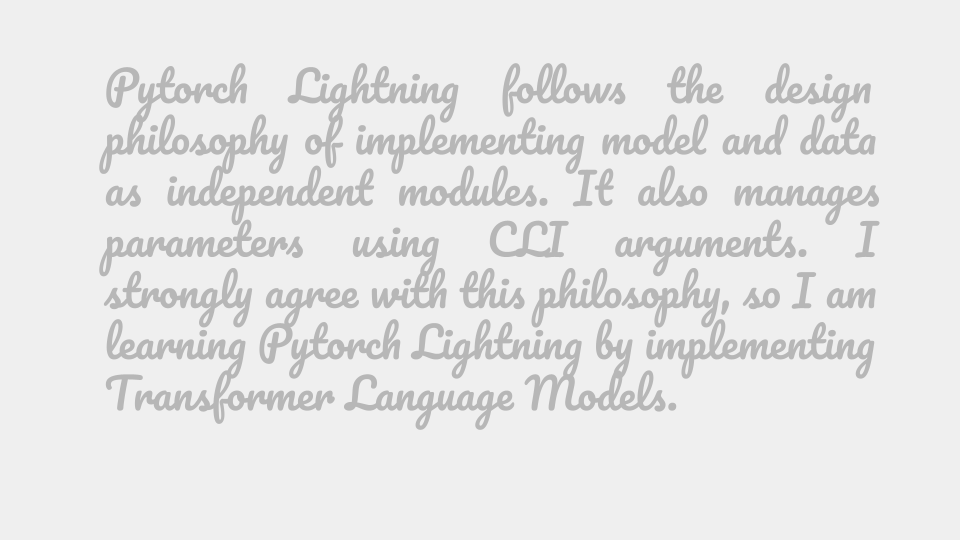 Pytorch Lightning follows the design
philosophy of implementing model and data
as independent modules. It also manages
parameters using CLI arguments. I
strongly agree with this philosophy, so I am
learning Pytorch Lightning by implementing
Transformer Language Models.